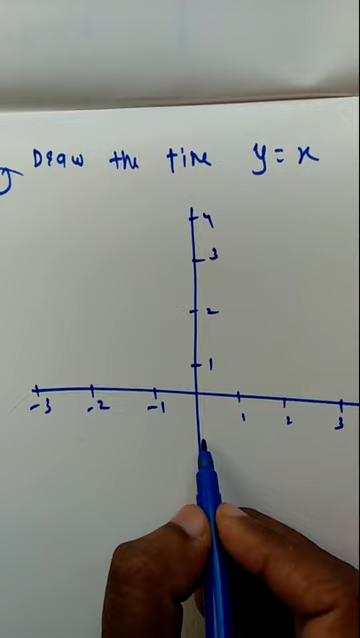 Draw the line y = x
4
3
2
1
-3 -2 -1 1 2 3